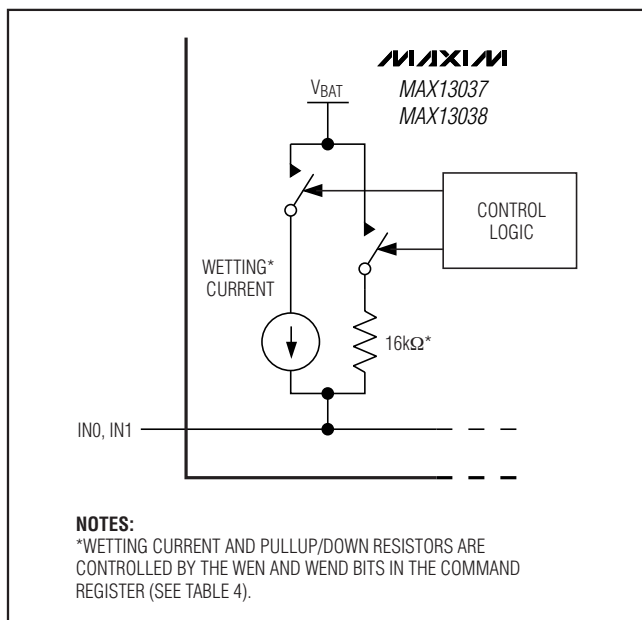 MAXIM
MAX13037
MAX13038
VBAT
CONTROL
LOGIC
WETTING*
CURRENT
16kΩ*
IN0, IN1
NOTES:
*WETTING CURRENT AND PULLUP/DOWN RESISTORS ARE
CONTROLLED BY THE WEN AND WEND BITS IN THE COMMAND
REGISTER (SEE TABLE 4).